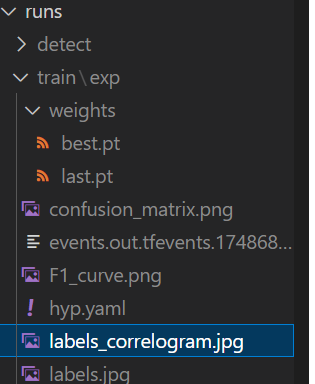 runs
detect
train\exp
weights
best.pt
last.pt
confusion_matrix.png
events.out.tfevents.174868...
F1_curve.png
! hyp.yaml
labels_correlogram.jpg
labels.jpg